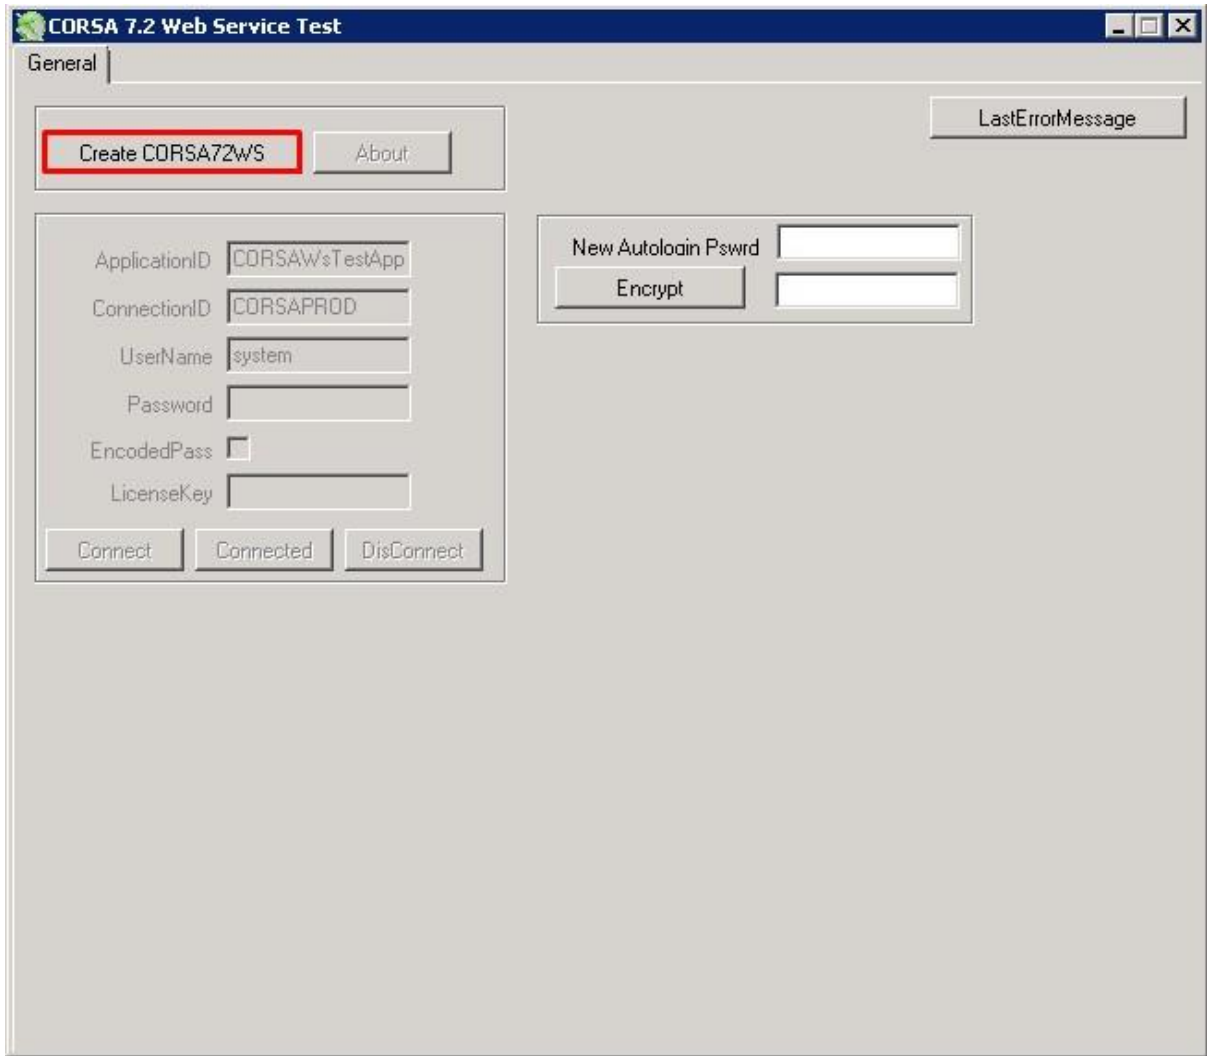 CORSA 7.2 Web Service Test
General
LastErrorMessage
Create CORSA72WS About
ApplicationID CORSAWsTestApp
ConnectionID CORSAPROD
UserName system
Password
EncodedPass
LicenseKey
Connect Connected DisConnect
New Autologin Pswrd
Encrypt